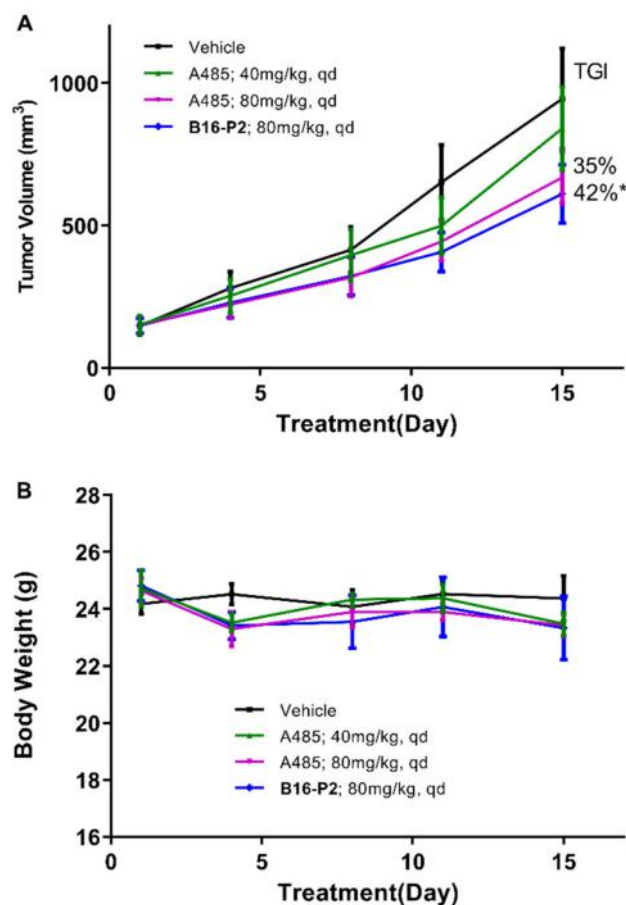 A
Tumor Volume (mm³)
1000
500
0
Vehicle
A485; 40mg/kg, qd
A485; 80mg/kg, qd
B16-P2; 80mg/kg, qd
TGI
35%
42%*
0 5 10 15
Treatment(Day)
B
Body Weight (g)
28
26
24
22
20
18
16
Vehicle
A485; 40mg/kg, qd
A485; 80mg/kg, qd
B16-P2; 80mg/kg, qd
0 5 10 15
Treatment(Day)